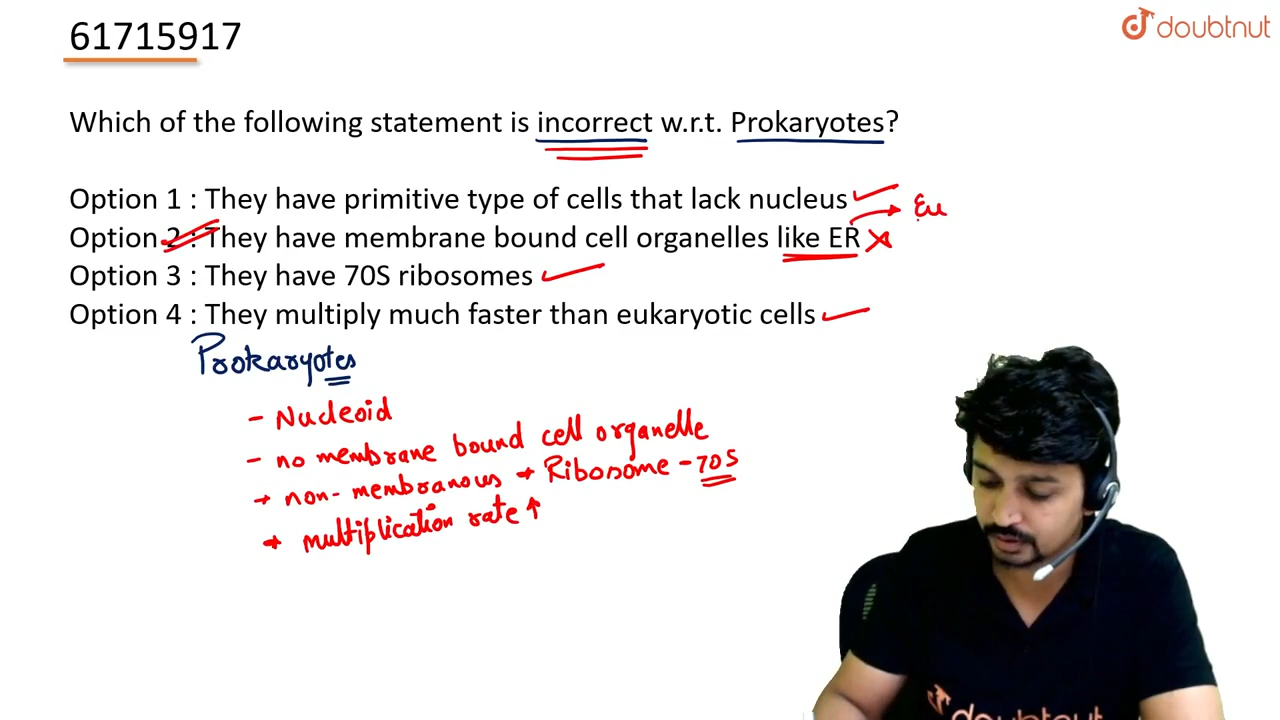 61715917
doubtnut
Which of the following statement is incorrect w.r.t. Prokaryotes?
Option 1 : They have primitive type of cells that lack nucleus
Eu
Option 2 : They have membrane bound cell organelles like ER
Option 3 : They have 70S ribosomes
Option 4 : They multiply much faster than eukaryotic cells
Prokaryotes
- Nucleoid
- no membrane bound cell organelle
→ non-membranous → Ribosome - 70S
→ multiplication rate ↑
doubtnut